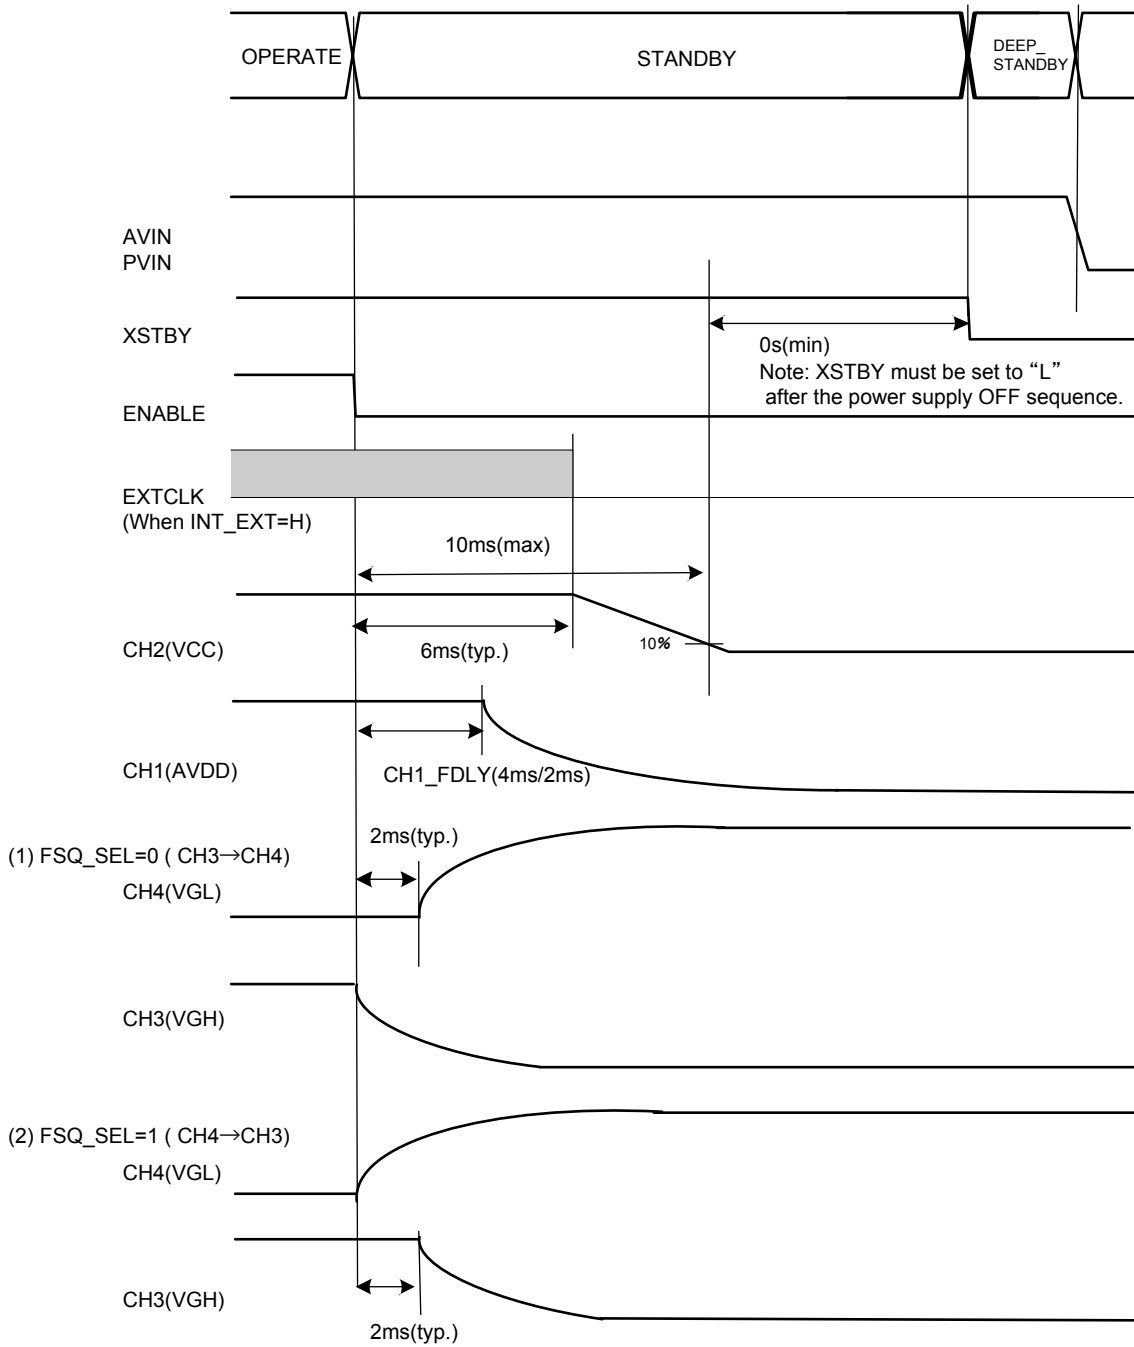 OPERATE
STANDBY
DEEP_
STANDBY
AVIN
PVIN
XSTBY
0s(min)
Note: XSTBY must be set to “L”
after the power supply OFF sequence.
ENABLE
EXTCLK
(When INT_EXT=H)
10ms(max)
CH2(VCC)
6ms(typ.)
10%
CH1(AVDD)
CH1_FDLY(4ms/2ms)
2ms(typ.)
(1) FSQ_SEL=0 ( CH3→CH4)
CH4(VGL)
CH3(VGH)
(2) FSQ_SEL=1 ( CH4→CH3)
CH4(VGL)
CH3(VGH)
2ms(typ.)